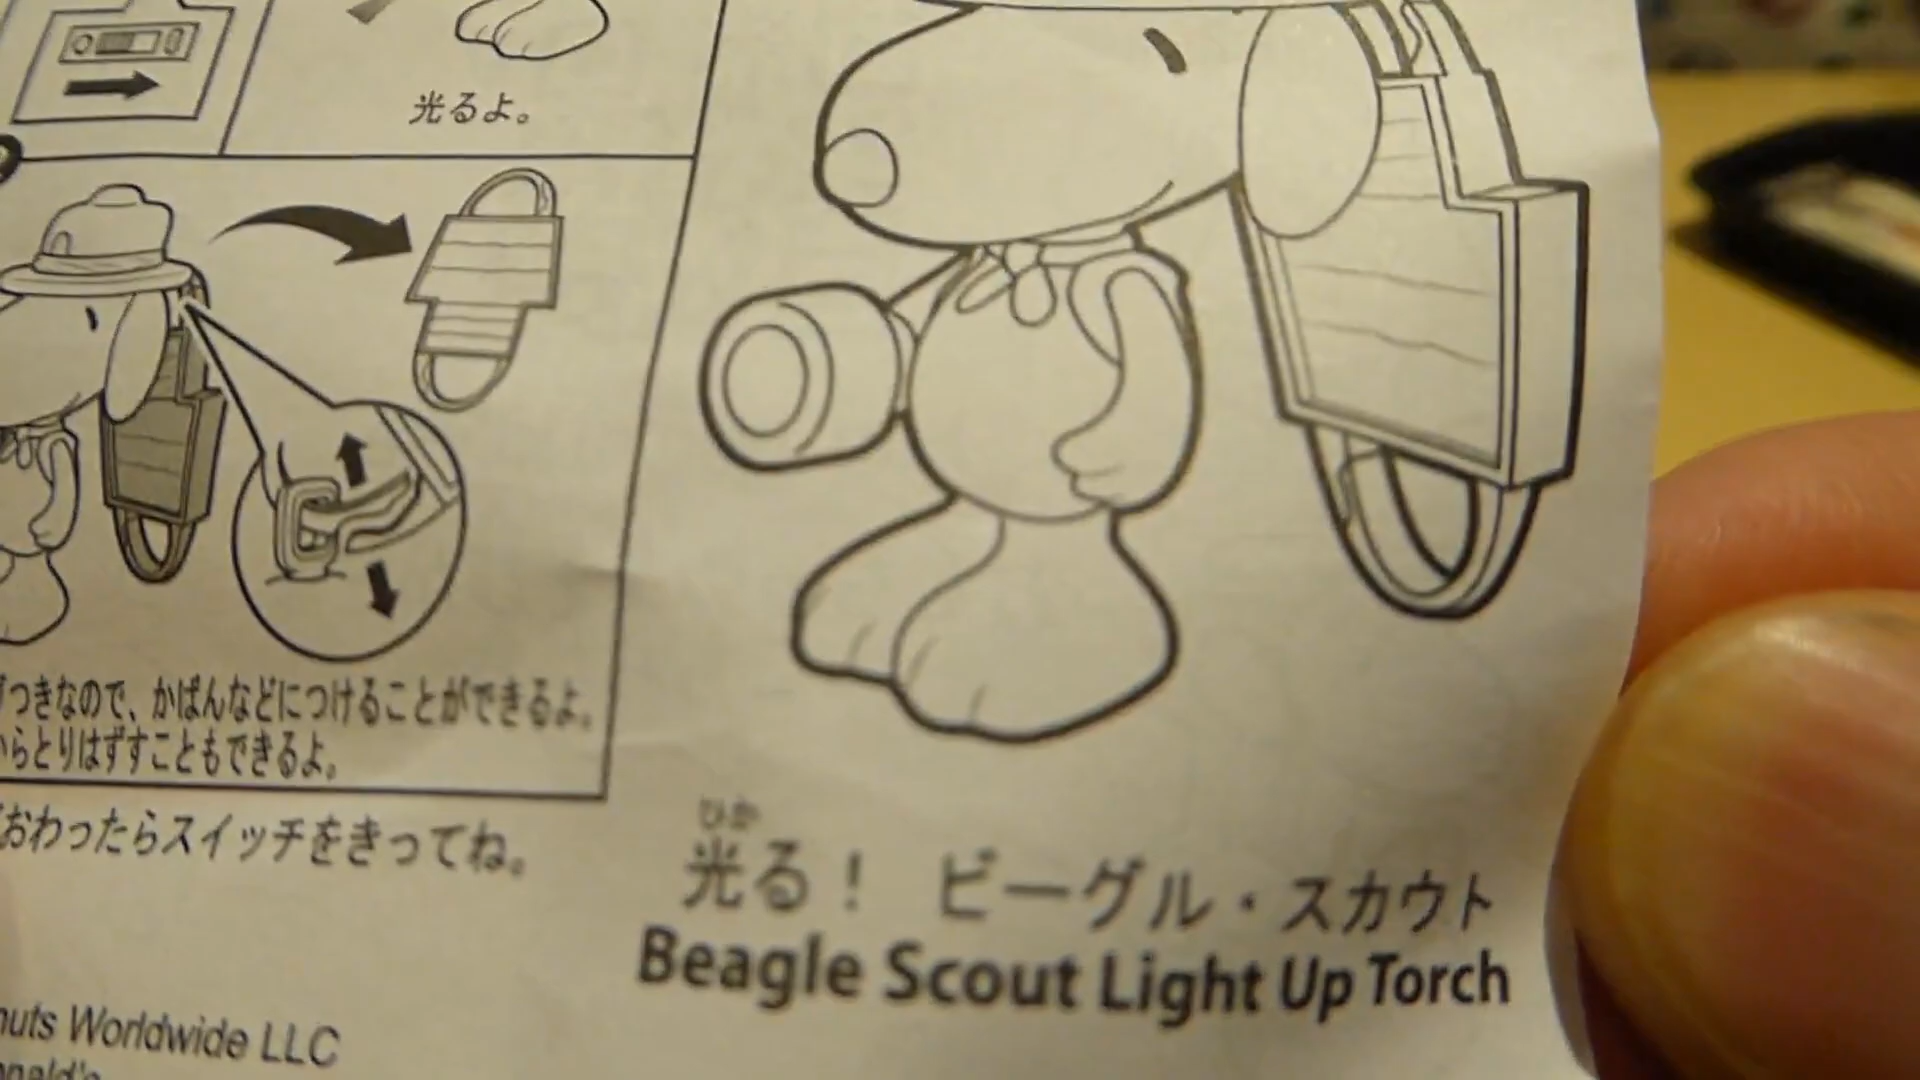 光るよ。
つきなので、かばんなどにつけることができるよ。
らとりはずすこともできるよ。
おわったらスイッチをきってね。
ひか
光る！ ビーグル・スカウト
Beagle Scout Light Up Torch
Worldwide LLC